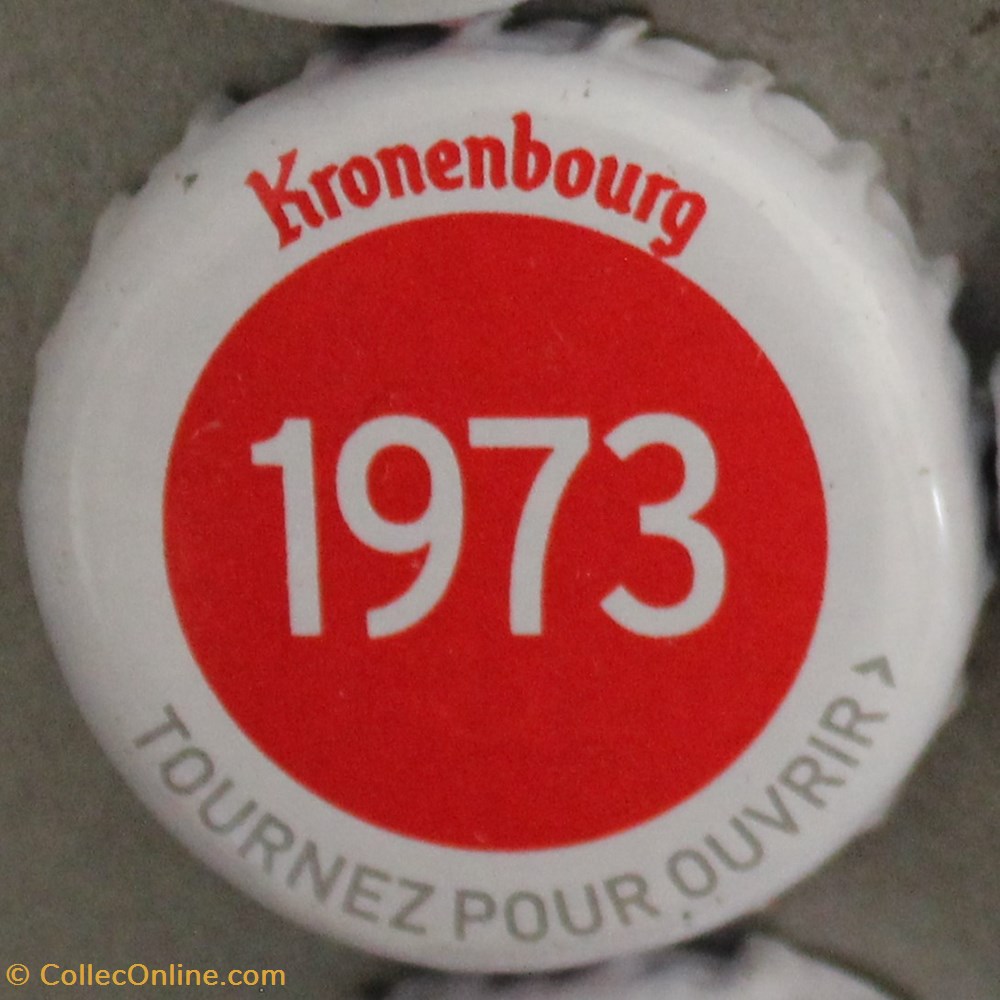 Kronenbourg
1973
TOURNEZ POUR OUVRIR >
© CollecOnline.com